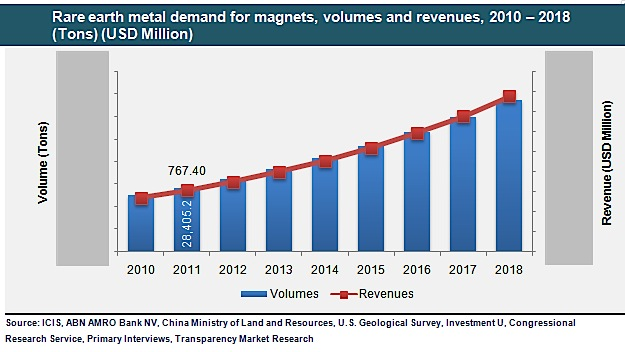 Rare earth metal demand for magnets, volumes and revenues, 2010 – 2018
(Tons) (USD Million)
Volume (Tons)
767.40
28,405.2
Revenue (USD Million)
2010 2011 2012 2013 2014 2015 2016 2017 2018
Volumes Revenues
Source: ICIS, ABN AMRO Bank NV, China Ministry of Land and Resources, U.S. Geological Survey, Investment U, Congressional
Research Service, Primary Interviews, Transparency Market Research